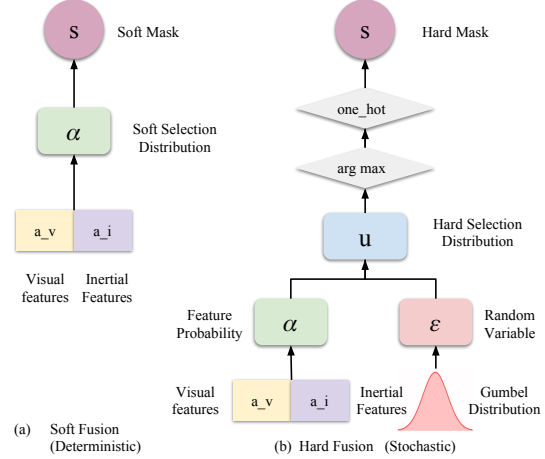 s
Soft Mask
α
Soft Selection
Distribution
a_v
a_i
Visual
features
Inertial
Features
(a) Soft Fusion
(Deterministic)
s
Hard Mask
one_hot
arg max
u
Hard Selection
Distribution
Feature
Probability
α
ε
Random
Variable
Visual
features
a_v
a_i
Inertial
Features
Gumbel
Distribution
(b) Hard Fusion (Stochastic)